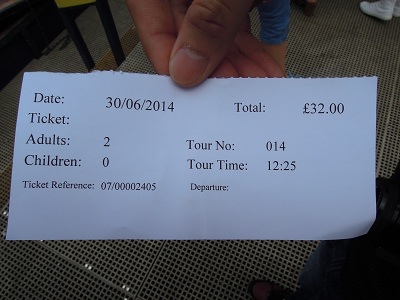 Date: 30/06/2014 Total: £32.00
Ticket:
Adults: 2 Tour No: 014
Children: 0 Tour Time: 12:25
Ticket Reference: 07/00002405 Departure: